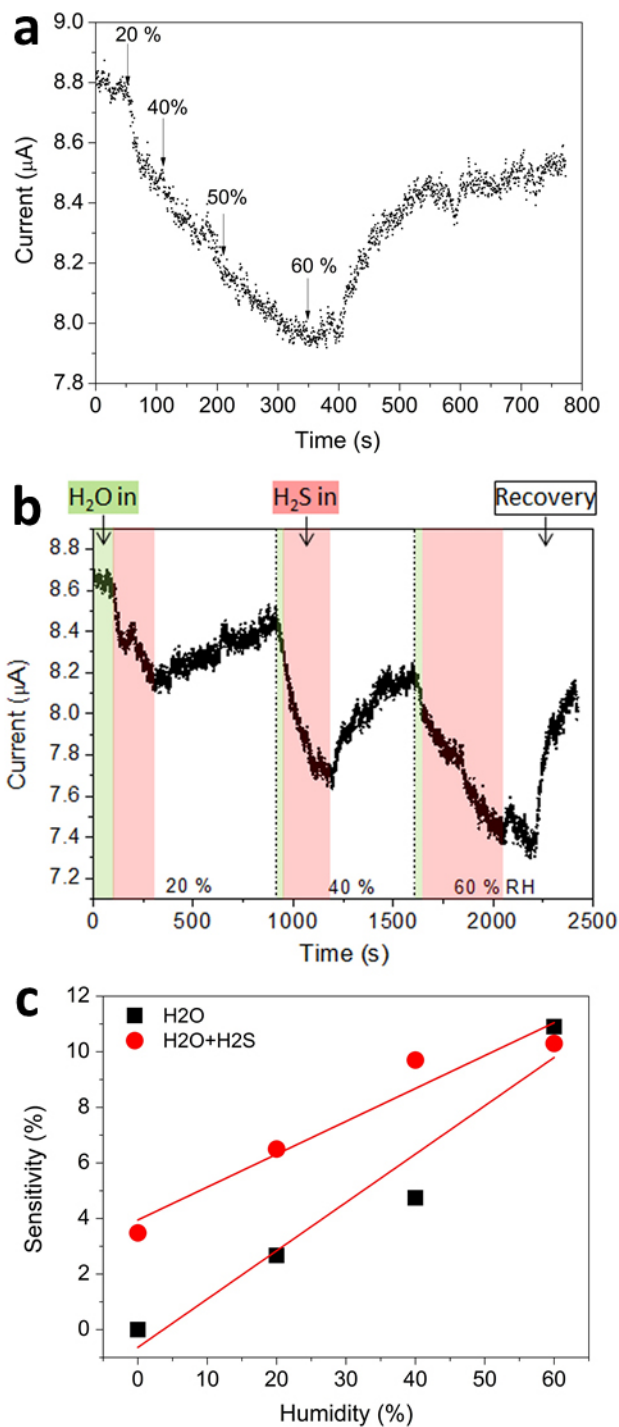 a
9.0
8.8
8.6
8.4
8.2
8.0
7.8
Current (μA)
20 %
40%
50%
60 %
0 100 200 300 400 500 600 700 800
Time (s)
b
H₂O in
H₂S in
Recovery
8.8
8.6
8.4
8.2
8.0
7.8
7.6
7.4
7.2
Current (μA)
20 %
40 %
60 % RH
0 500 1000 1500 2000 2500
Time (s)
c
12
10
8
6
4
2
0
Sensitivity (%)
H2O
H2O+H2S
0 10 20 30 40 50 60
Humidity (%)